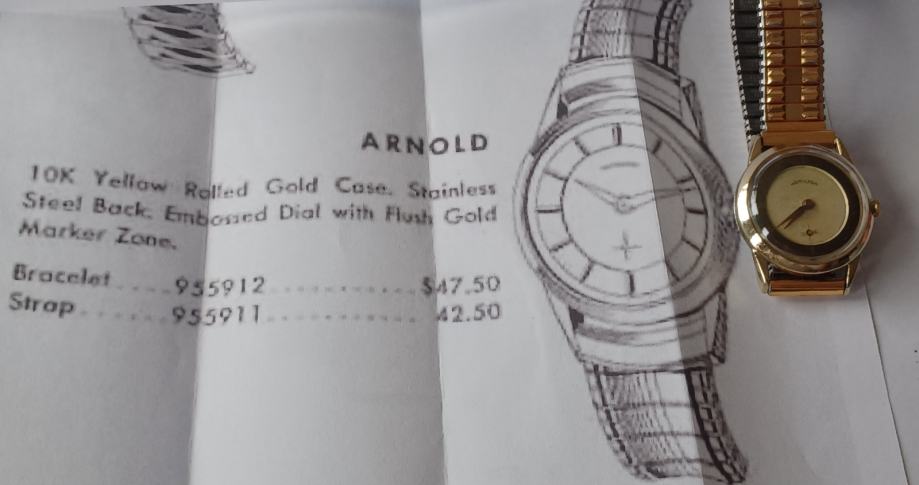 ARNOLD
10K Yellow Rolled Gold Case. Stainless
Steel Back. Embossed Dial with Flush Gold
Marker Zone.
Bracelet....955912................$47.50
Strap......955911................42.50
HAMILTON